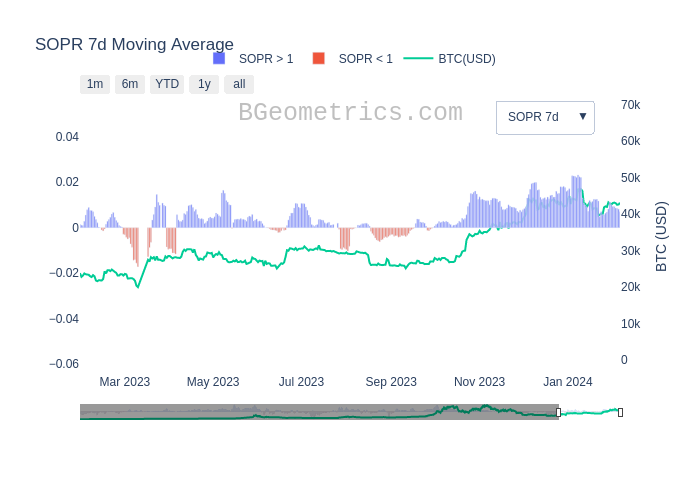 SOPR 7d Moving Average
SOPR > 1
SOPR < 1
BTC(USD)
1m
6m
YTD
1y
all
BGeometrics.com
SOPR 7d
▼
0.04
0.02
0
−0.02
−0.04
−0.06
70k
60k
50k
40k
30k
20k
10k
0
BTC (USD)
Mar 2023
May 2023
Jul 2023
Sep 2023
Nov 2023
Jan 2024